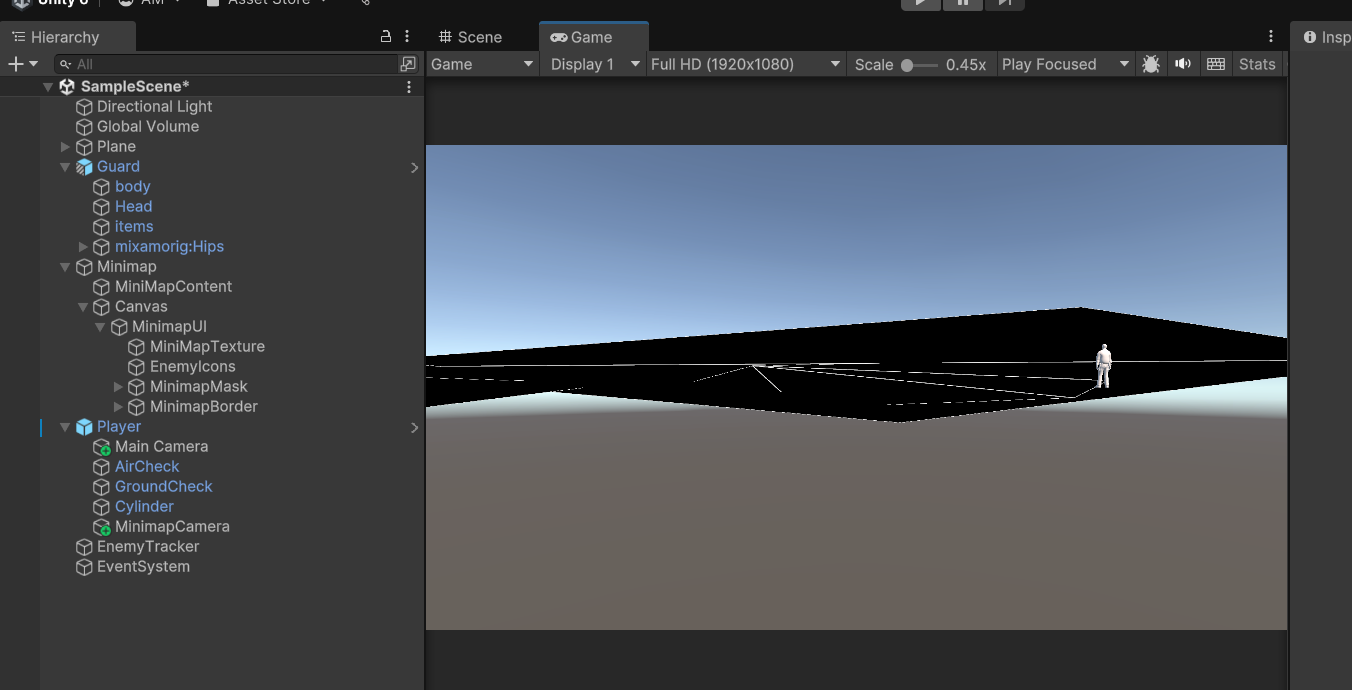 Unity 6 AM Asset Store
Hierarchy
Scene
Game
Insp
All
Game
Display 1
Full HD (1920x1080)
Scale
0.45x
Play Focused
Stats
SampleScene*
Directional Light
Global Volume
Plane
Guard
body
Head
items
mixamorig:Hips
Minimap
MiniMapContent
Canvas
MinimapUI
MiniMapTexture
EnemyIcons
MinimapMask
MinimapBorder
Player
Main Camera
AirCheck
GroundCheck
Cylinder
MinimapCamera
EnemyTracker
EventSystem